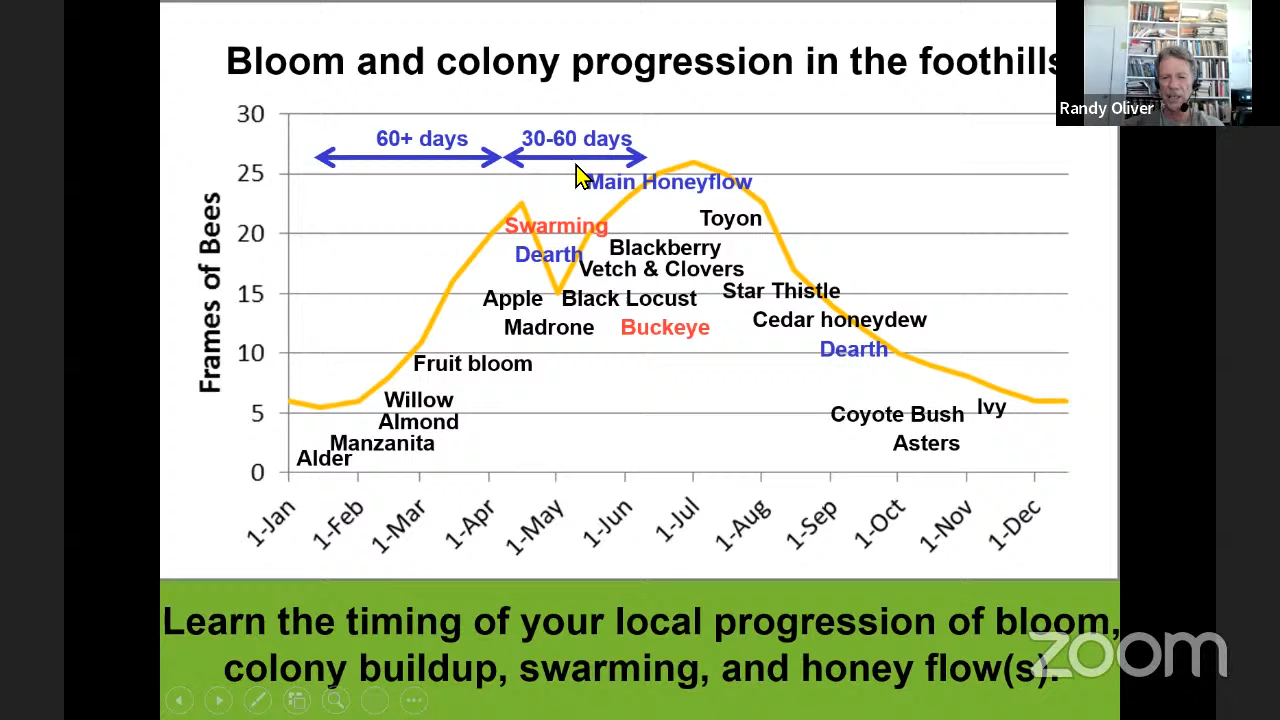 Bloom and colony progression in the foothills
Randy Oliver
Frames of Bees
30
25
20
15
10
5
0
60+ days
30-60 days
Main Honeyflow
Toyon
Swarming
Blackberry
Dearth
Vetch & Clovers
Apple
Black Locust
Star Thistle
Madrone
Buckeye
Cedar honeydew
Dearth
Fruit bloom
Willow
Almond
Manzanita
Alder
Coyote Bush
Ivy
Asters
1-Jan
1-Feb
1-Mar
1-Apr
1-May
1-Jun
1-Jul
1-Aug
1-Sep
1-Oct
1-Nov
1-Dec
Learn the timing of your local progression of bloom,
colony buildup, swarming, and honey flow(s).
zoom